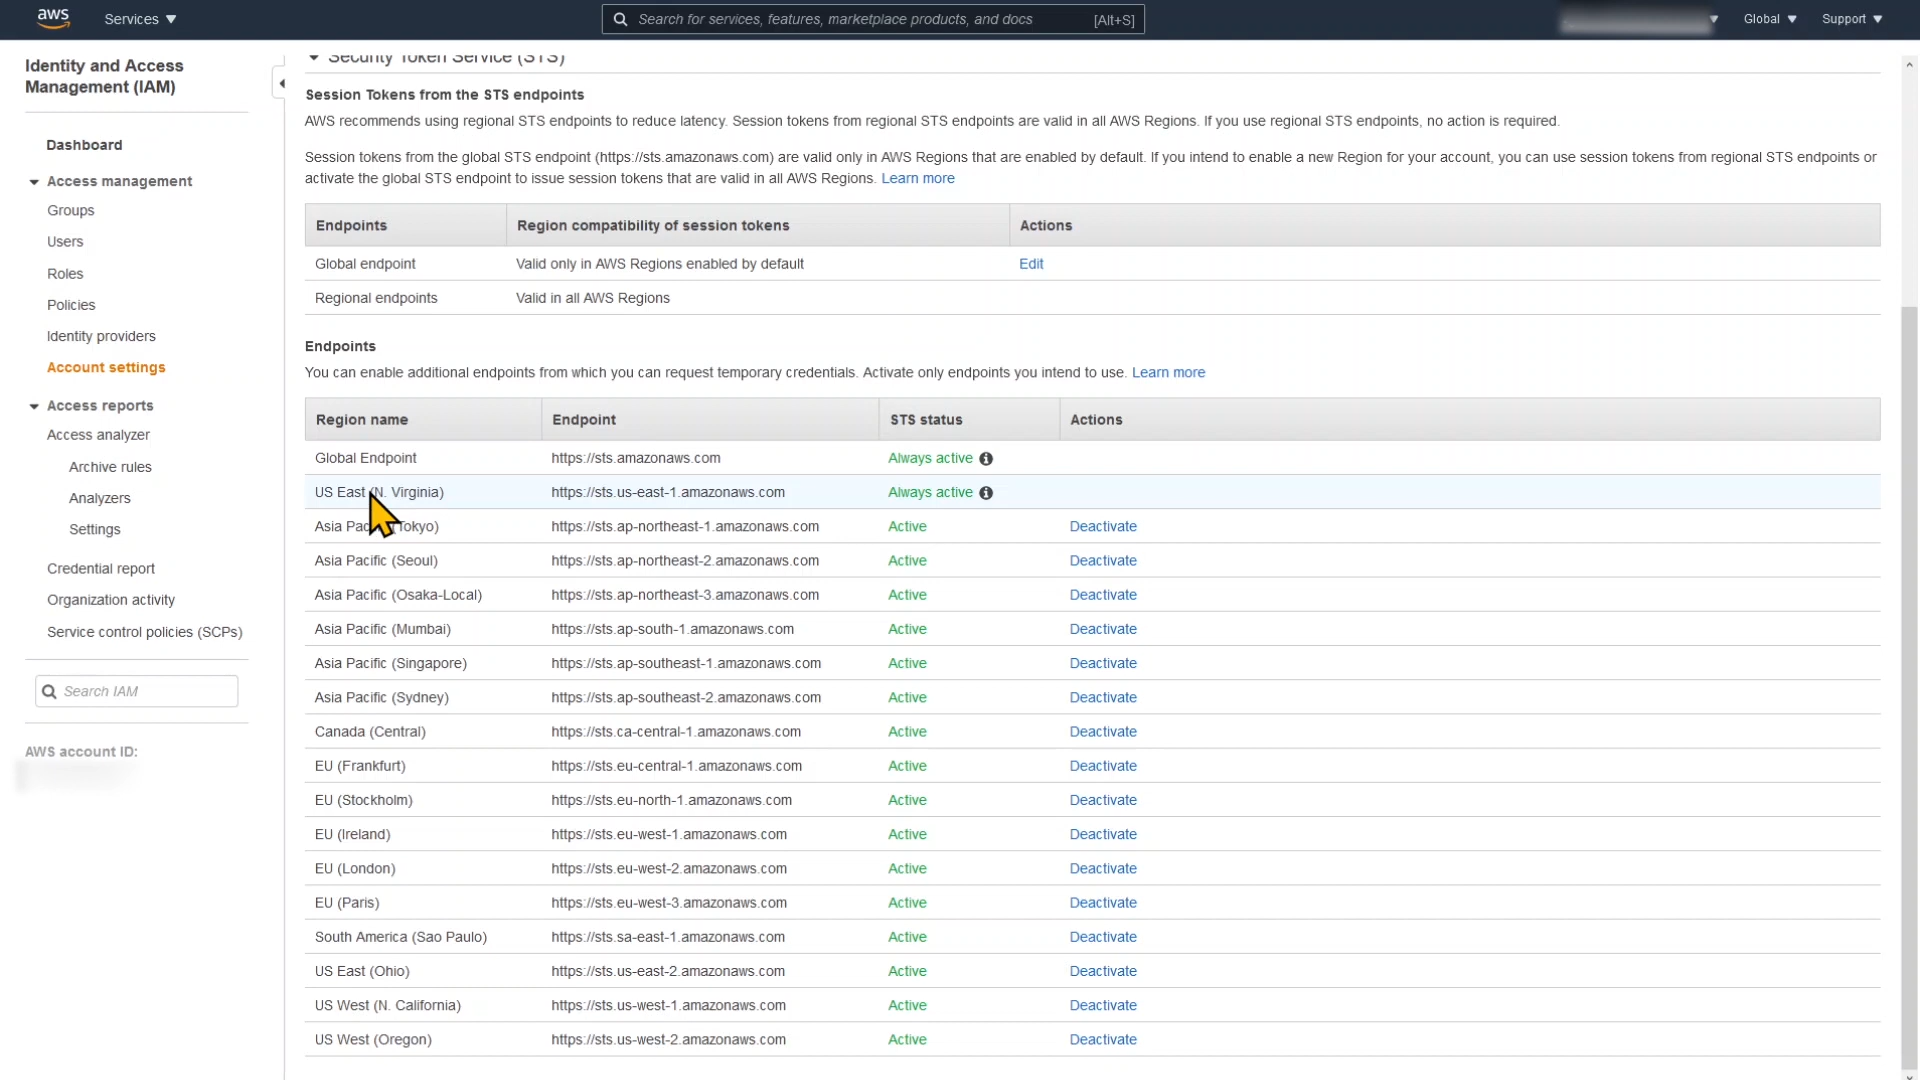 aws
Services
Search for services, features, marketplace products, and docs [Alt+S]
Global
Support
Identity and Access
Management (IAM)
Dashboard
Access management
Groups
Users
Roles
Policies
Identity providers
Account settings
Access reports
Access analyzer
Archive rules
Analyzers
Settings
Credential report
Organization activity
Service control policies (SCPs)
Search IAM
AWS account ID:
Security Token Service (STS)
Session Tokens from the STS endpoints
AWS recommends using regional STS endpoints to reduce latency. Session tokens from regional STS endpoints are valid in all AWS Regions. If you use regional STS endpoints, no action is required.
Session tokens from the global STS endpoint (https://sts.amazonaws.com) are valid only in AWS Regions that are enabled by default. If you intend to enable a new Region for your account, you can use session tokens from regional STS endpoints or
activate the global STS endpoint to issue session tokens that are valid in all AWS Regions. Learn more
Endpoints Region compatibility of session tokens Actions
Global endpoint Valid only in AWS Regions enabled by default Edit
Regional endpoints Valid in all AWS Regions
Endpoints
You can enable additional endpoints from which you can request temporary credentials. Activate only endpoints you intend to use. Learn more
Region name Endpoint STS status Actions
Global Endpoint https://sts.amazonaws.com Always active
US East (N. Virginia) https://sts.us-east-1.amazonaws.com Always active
Asia Pac (Tokyo) https://sts.ap-northeast-1.amazonaws.com Active Deactivate
Asia Pacific (Seoul) https://sts.ap-northeast-2.amazonaws.com Active Deactivate
Asia Pacific (Osaka-Local) https://sts.ap-northeast-3.amazonaws.com Active Deactivate
Asia Pacific (Mumbai) https://sts.ap-south-1.amazonaws.com Active Deactivate
Asia Pacific (Singapore) https://sts.ap-southeast-1.amazonaws.com Active Deactivate
Asia Pacific (Sydney) https://sts.ap-southeast-2.amazonaws.com Active Deactivate
Canada (Central) https://sts.ca-central-1.amazonaws.com Active Deactivate
EU (Frankfurt) https://sts.eu-central-1.amazonaws.com Active Deactivate
EU (Stockholm) https://sts.eu-north-1.amazonaws.com Active Deactivate
EU (Ireland) https://sts.eu-west-1.amazonaws.com Active Deactivate
EU (London) https://sts.eu-west-2.amazonaws.com Active Deactivate
EU (Paris) https://sts.eu-west-3.amazonaws.com Active Deactivate
South America (Sao Paulo) https://sts.sa-east-1.amazonaws.com Active Deactivate
US East (Ohio) https://sts.us-east-2.amazonaws.com Active Deactivate
US West (N. California) https://sts.us-west-1.amazonaws.com Active Deactivate
US West (Oregon) https://sts.us-west-2.amazonaws.com Active Deactivate